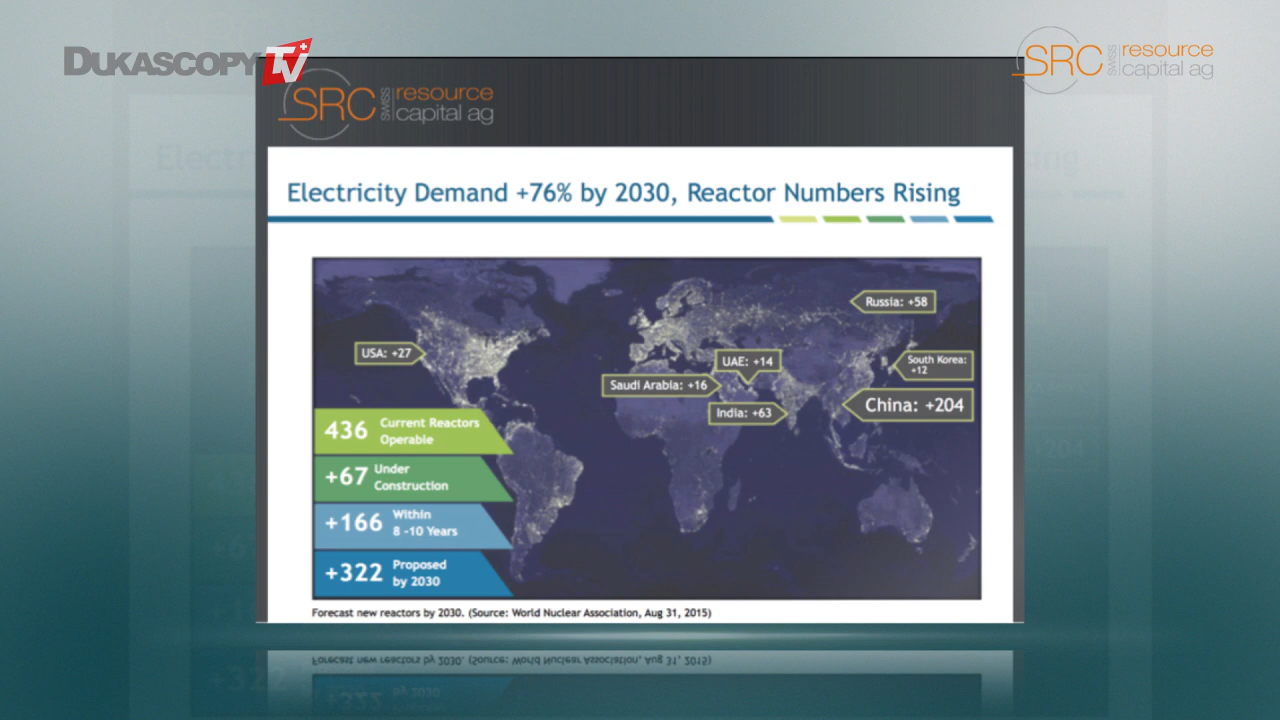 DUKASCOPY TV
SRC SWISS resource capital ag
SRC SWISS resource capital ag
Electricity Demand +76% by 2030, Reactor Numbers Rising
Russia: +58
USA: +27
UAE: +14
South Korea: +12
Saudi Arabia: +16
China: +204
India: +63
436 Current Reactors Operable
+67 Under Construction
+166 Within 8 -10 Years
+322 Proposed by 2030
Forecast new reactors by 2030. (Source: World Nuclear Association, Aug 31, 2015)